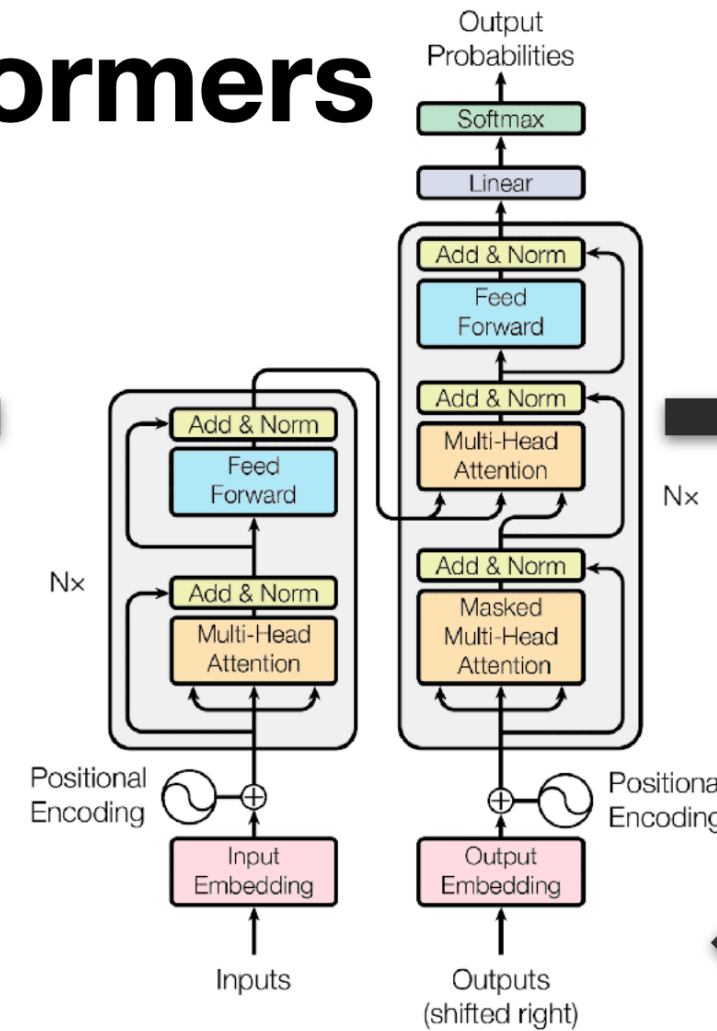 ormers
Output
Probabilities
Softmax
Linear
Add & Norm
Feed
Forward
Add & Norm
Multi-Head
Attention
Nx
Add & Norm
Masked
Multi-Head
Attention
Add & Norm
Feed
Forward
Nx
Add & Norm
Multi-Head
Attention
Positional
Encoding
Positiona
Encoding
Input
Embedding
Output
Embedding
Inputs
Outputs
(shifted right)